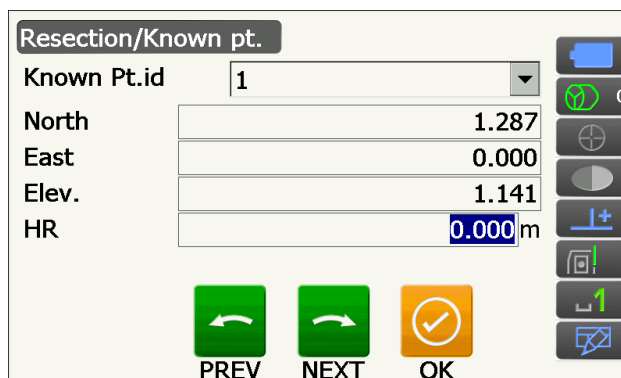 Resection/Known pt.
Known Pt.id 1
North 1.287
East 0.000
Elev. 1.141
HR 0.000 m
PREV NEXT OK
1